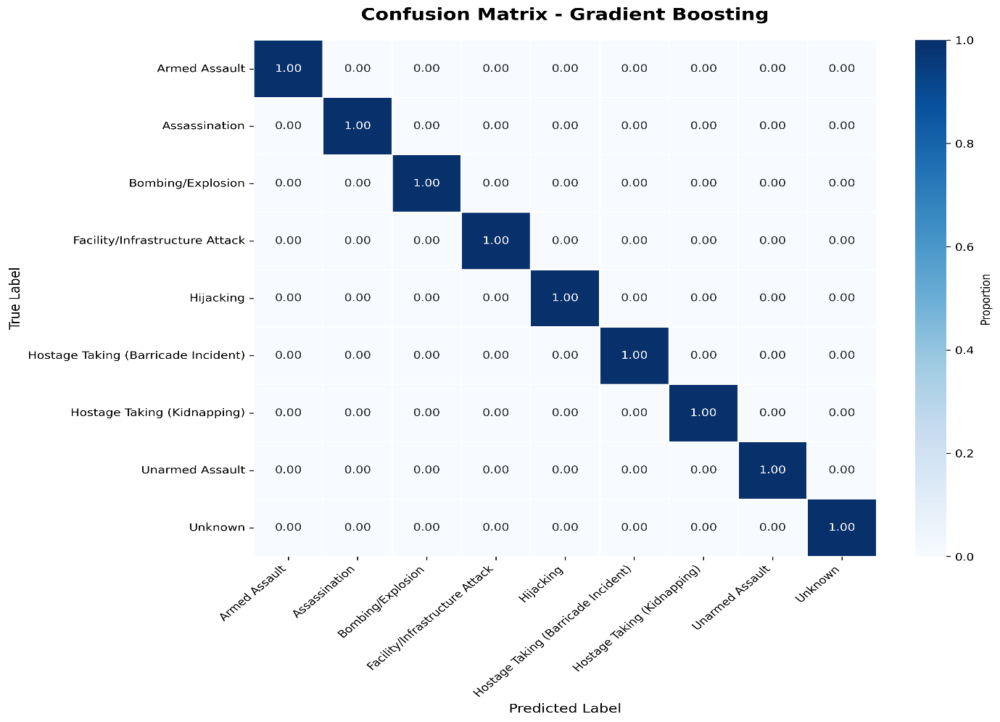 Confusion Matrix - Gradient Boosting
Armed Assault 1.00 0.00 0.00 0.00 0.00 0.00 0.00 0.00 0.00
Assassination 0.00 1.00 0.00 0.00 0.00 0.00 0.00 0.00 0.00
Bombing/Explosion 0.00 0.00 1.00 0.00 0.00 0.00 0.00 0.00 0.00
Facility/Infrastructure Attack 0.00 0.00 0.00 1.00 0.00 0.00 0.00 0.00 0.00
Hijacking 0.00 0.00 0.00 0.00 1.00 0.00 0.00 0.00 0.00
Hostage Taking (Barricade Incident) 0.00 0.00 0.00 0.00 0.00 1.00 0.00 0.00 0.00
Hostage Taking (Kidnapping) 0.00 0.00 0.00 0.00 0.00 0.00 1.00 0.00 0.00
Unarmed Assault 0.00 0.00 0.00 0.00 0.00 0.00 0.00 1.00 0.00
Unknown 0.00 0.00 0.00 0.00 0.00 0.00 0.00 0.00 1.00
True Label
Armed Assault
Assassination
Bombing/Explosion
Facility/Infrastructure Attack
Hijacking
Hostage Taking (Barricade Incident)
Hostage Taking (Kidnapping)
Unarmed Assault
Unknown
Predicted Label
1.0
0.8
0.6
0.4
0.2
0.0
Proportion